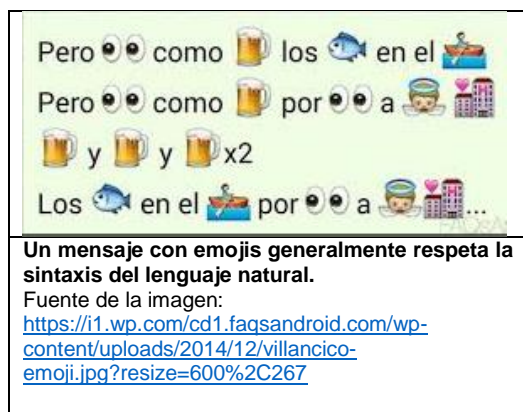 Pero 👀 como 🍺 los 🐟 en el 🚣
Pero 👀 como 🍺 por 👀 a 👼 🏩
🍺 y 🍺 y 🍺x2
Los 🐟 en el 🚣 por 👀 a 👼🏩...
Un mensaje con emojis generalmente respeta la
sintaxis del lenguaje natural.
Fuente de la imagen:
https://i1.wp.com/cd1.faqsandroid.com/wp-
content/uploads/2014/12/villancico-
emoji.jpg?resize=600%2C267